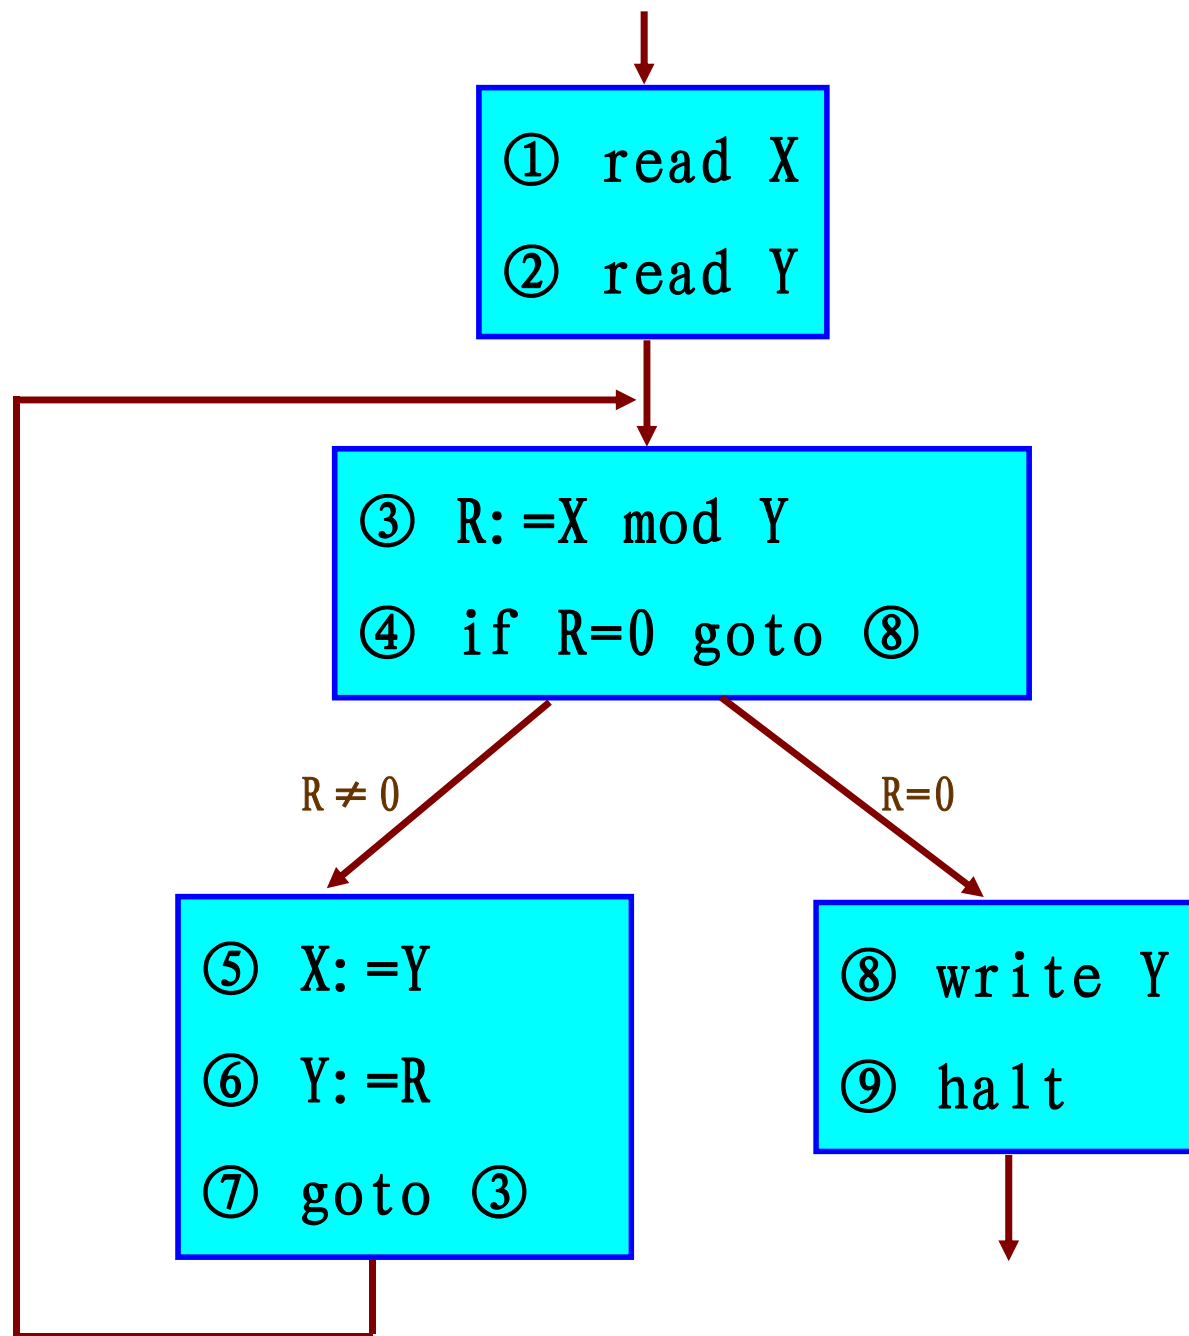 ① read X
② read Y
③ R:=X mod Y
④ if R=0 goto ⑧
R ≠ 0
R=0
⑤ X:=Y
⑥ Y:=R
⑦ goto ③
⑧ write Y
⑨ halt